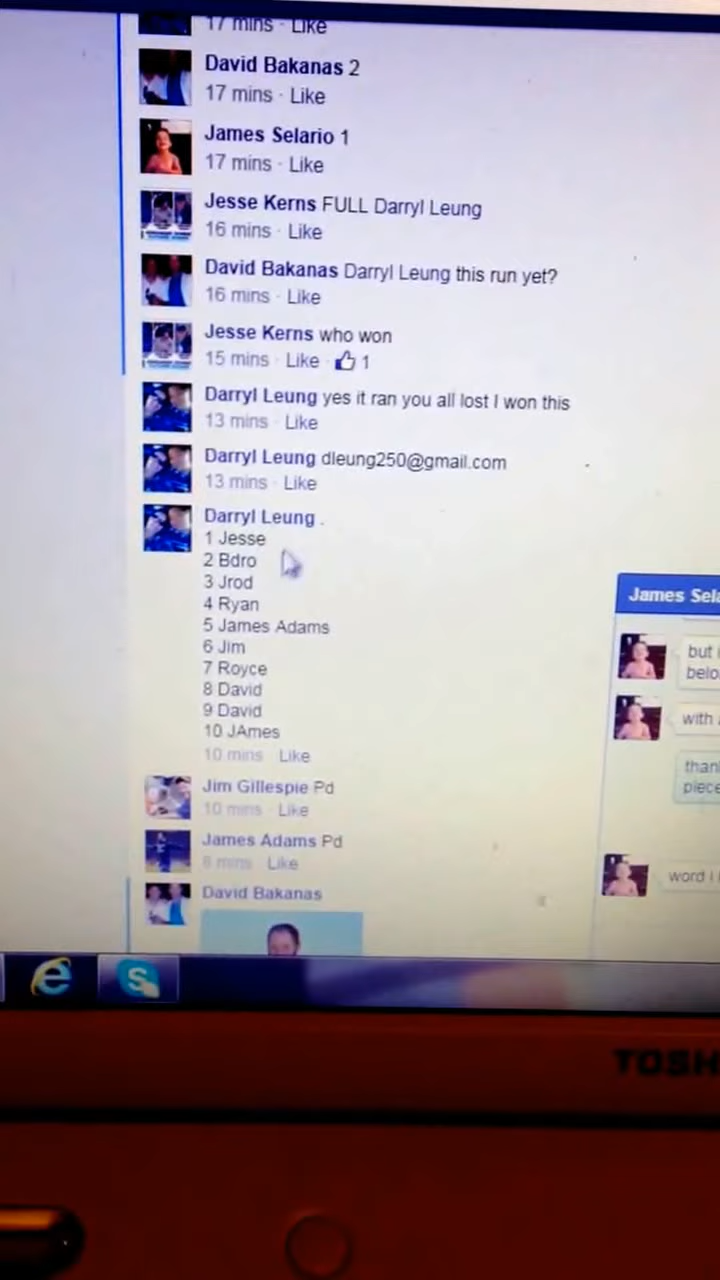 17 mins · Like
David Bakanas 2
17 mins · Like
James Selario 1
17 mins · Like
Jesse Kerns FULL Darryl Leung
16 mins · Like
David Bakanas Darryl Leung this run yet?
16 mins · Like
Jesse Kerns who won
15 mins · Like · 1
Darryl Leung yes it ran you all lost I won this
13 mins · Like
Darryl Leung dleung250@gmail.com
13 mins · Like
Darryl Leung .
1 Jesse
2 Bdro
3 Jrod
4 Ryan
5 James Adams
6 Jim
7 Royce
8 David
9 David
10 JAmes
10 mins · Like
Jim Gillespie Pd
10 mins · Like
James Adams Pd
8 mins · Like
David Bakanas
James Sela
but
belo
with
than
piece
word I
TOSH